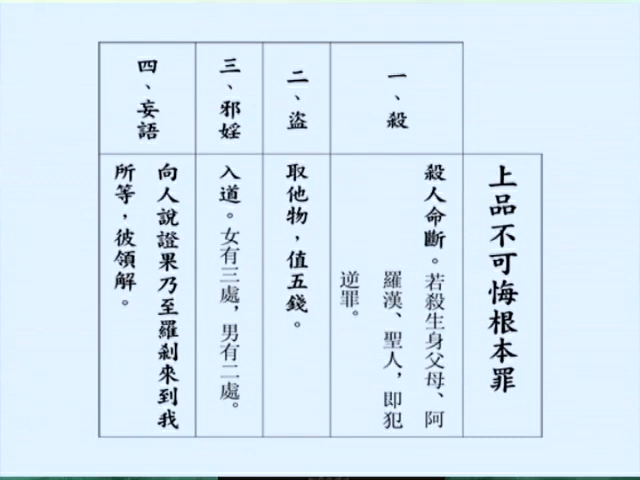 上品不可悔根本罪
一、殺
殺人命斷。若殺生身父母、阿
羅漢、聖人，即犯
逆罪。
二、盜
取他物，值五錢。
三、邪婬
入道。女有三處，男有二處。
四、妄語
向人說證果乃至羅剎來到我
所等，彼領解。